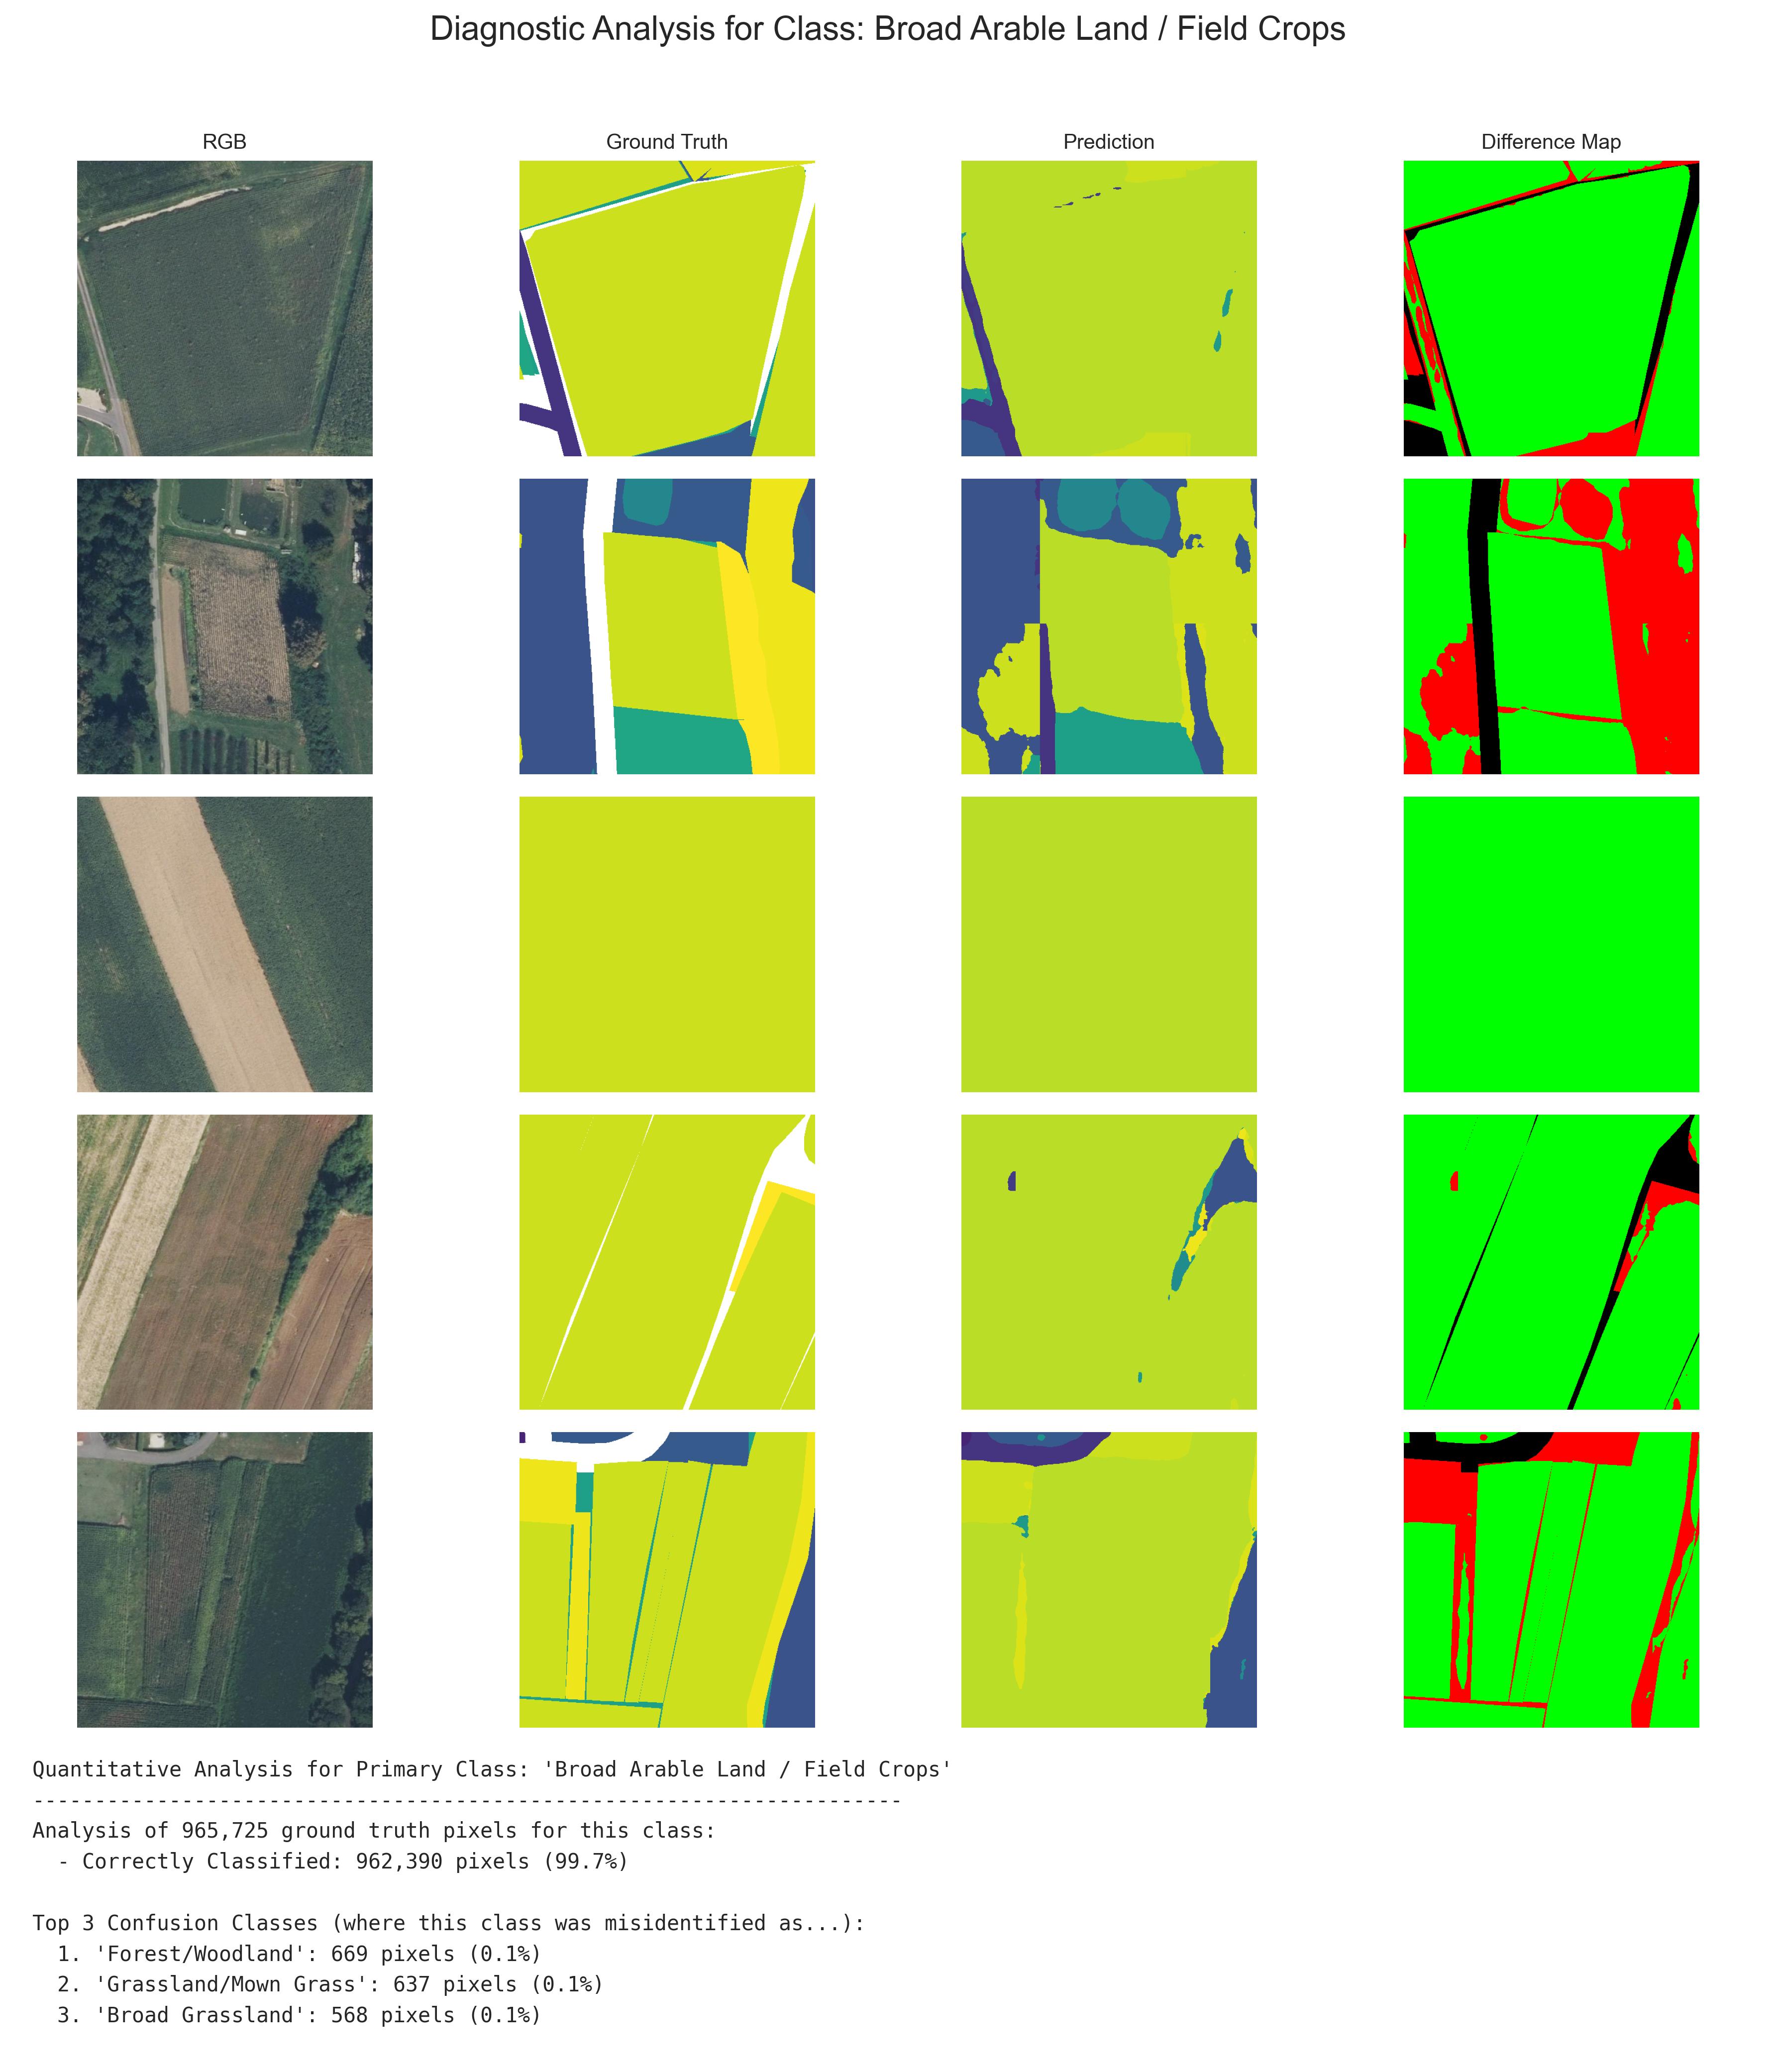 Diagnostic Analysis for Class: Broad Arable Land / Field Crops
RGB
Ground Truth
Prediction
Difference Map
Quantitative Analysis for Primary Class: 'Broad Arable Land / Field Crops'
----------------------------------------------------------------------
Analysis of 965,725 ground truth pixels for this class:
- Correctly Classified: 962,390 pixels (99.7%)
Top 3 Confusion Classes (where this class was misidentified as...):
1. 'Forest/Woodland': 669 pixels (0.1%)
2. 'Grassland/Mown Grass': 637 pixels (0.1%)
3. 'Broad Grassland': 568 pixels (0.1%)